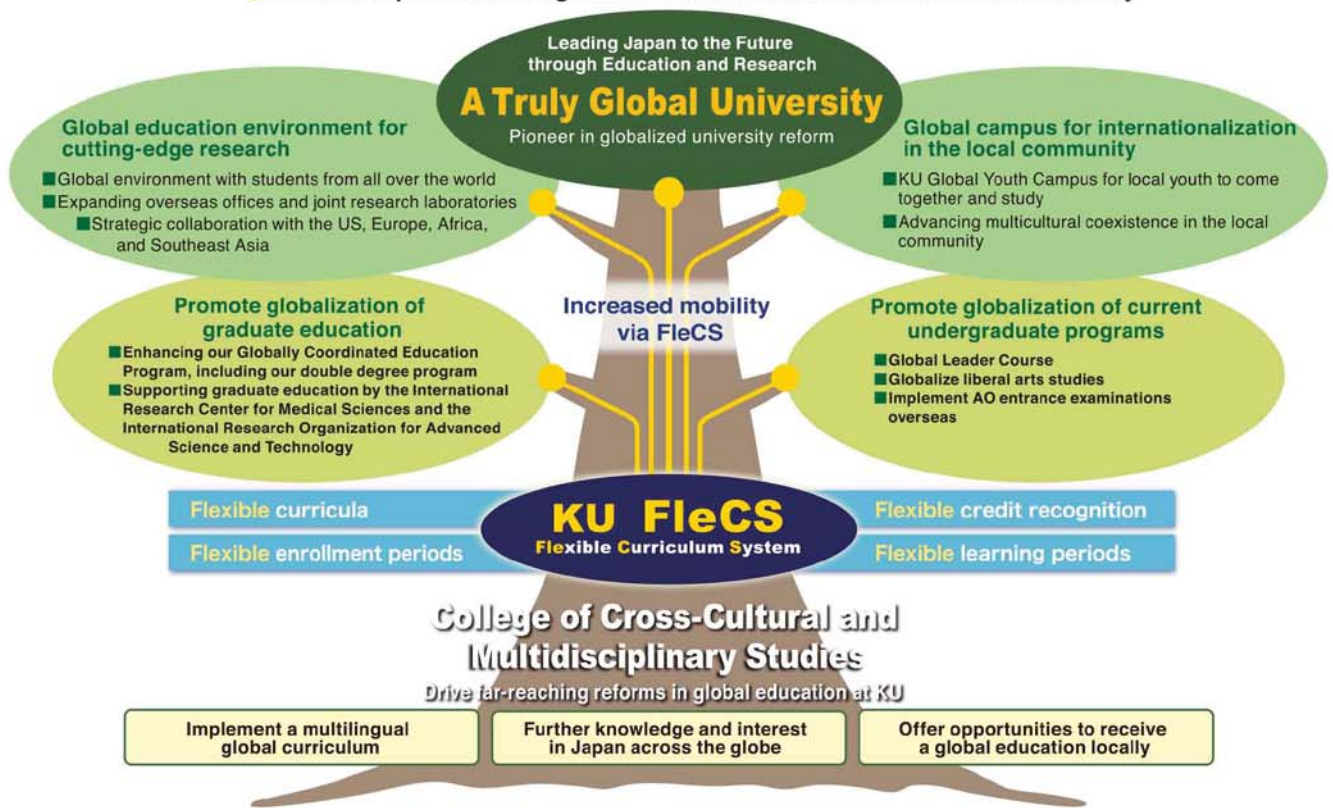 Leading Japan to the Future
through Education and Research
A Truly Global University
Pioneer in globalized university reform
Global education environment for
cutting-edge research
■Global environment with students from all over the world
■Expanding overseas offices and joint research laboratories
■Strategic collaboration with the US, Europe, Africa,
and Southeast Asia
Global campus for internationalization
in the local community
■KU Global Youth Campus for local youth to come
together and study
■Advancing multicultural coexistence in the local
community
Promote globalization of
graduate education
■Enhancing our Globally Coordinated Education
Program, including our double degree program
■Supporting graduate education by the International
Research Center for Medical Sciences and the
International Research Organization for Advanced
Science and Technology
Increased mobility
via FleCS
Promote globalization of current
undergraduate programs
■Global Leader Course
■Globalize liberal arts studies
■Implement AO entrance examinations
overseas
Flexible curricula
Flexible enrollment periods
KU FleCS
Flexible Curriculum System
Flexible credit recognition
Flexible learning periods
College of Cross-Cultural and
Multidisciplinary Studies
Drive far-reaching reforms in global education at KU
Implement a multilingual
global curriculum
Further knowledge and interest
in Japan across the globe
Offer opportunities to receive
a global education locally